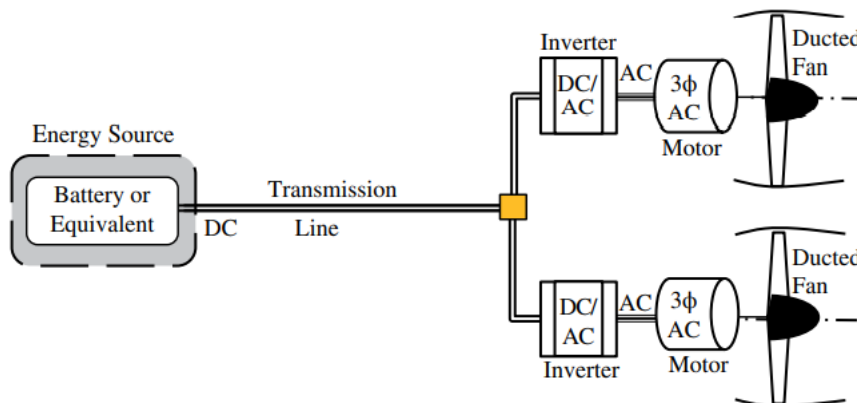 Energy Source
Battery or
Equivalent
DC
Transmission
Line
Inverter
DC/
AC
AC
3ϕ
AC
Motor
Ducted
Fan
DC/
AC
Inverter
AC
3ϕ
AC
Motor
Ducted
Fan